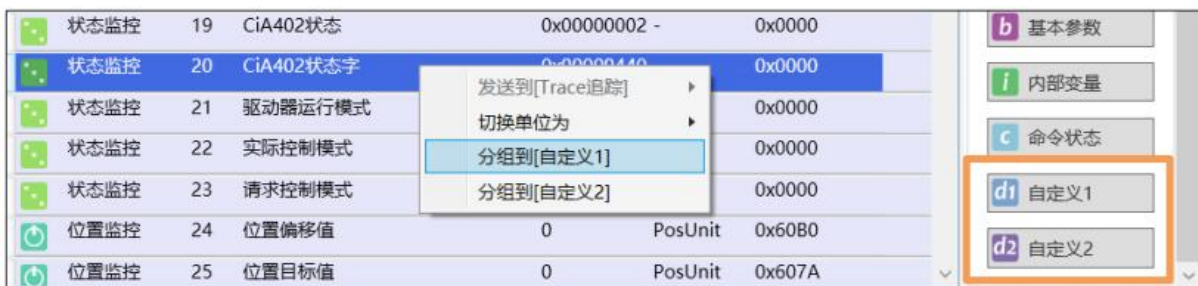 状态监控 19 CiA402状态 0x00000002 - 0x0000
状态监控 20 CiA402状态字 0x00009440 0x0000
状态监控 21 驱动器运行模式 0x0000
状态监控 22 实际控制模式 0x0000
状态监控 23 请求控制模式 0x0000
位置监控 24 位置偏移值 0 PosUnit 0x60B0
位置监控 25 位置目标值 0 PosUnit 0x607A
发送到[Trace追踪]
切换单位为
分组到[自定义1]
分组到[自定义2]
b 基本参数
i 内部变量
c 命令状态
d1 自定义1
d2 自定义2